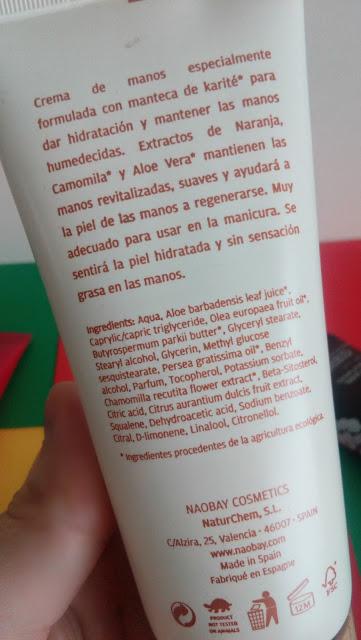 Crema de manos especialmente
formulada con manteca de karité* para
dar hidratación y mantener las manos
humedecidas. Extractos de Naranja,
Camomila* y Aloe Vera* mantienen las
manos revitalizadas, suaves y ayudará a
la piel de las manos a regenerarse. Muy
adecuado para usar en la manicura. Se
sentirá la piel hidratada y sin sensación
grasa en las manos.
Ingredients: Aqua, Aloe barbadensis leaf juice*,
Caprylic/capric triglyceride, Olea europaea fruit oil*,
Butyrospermum parkii butter*, Glyceryl stearate,
Stearyl alcohol, Glycerin, Methyl glucose
sesquistearate, Persea gratissima oil*, Benzyl
alcohol, Parfum, Tocopherol, Potassium sorbate,
Chamomilla recutita flower extract*, Beta-Sitosterol,
Citric acid, Citrus aurantium dulcis fruit extract,
Squalene, Dehydroacetic acid, Sodium benzoate,
Citral, D-limonene, Linalool, Citronellol.
* Ingredientes procedentes de la agricultura ecológica
NAOBAY COSMETICS
NaturChem, S.L.
C/Alzira, 25, Valencia - 46007 - SPAIN
www.naobay.com
Made in Spain
Fabriqué en Espagne
PRODUCT
NOT TESTED
ON ANIMALS
12M
FSC